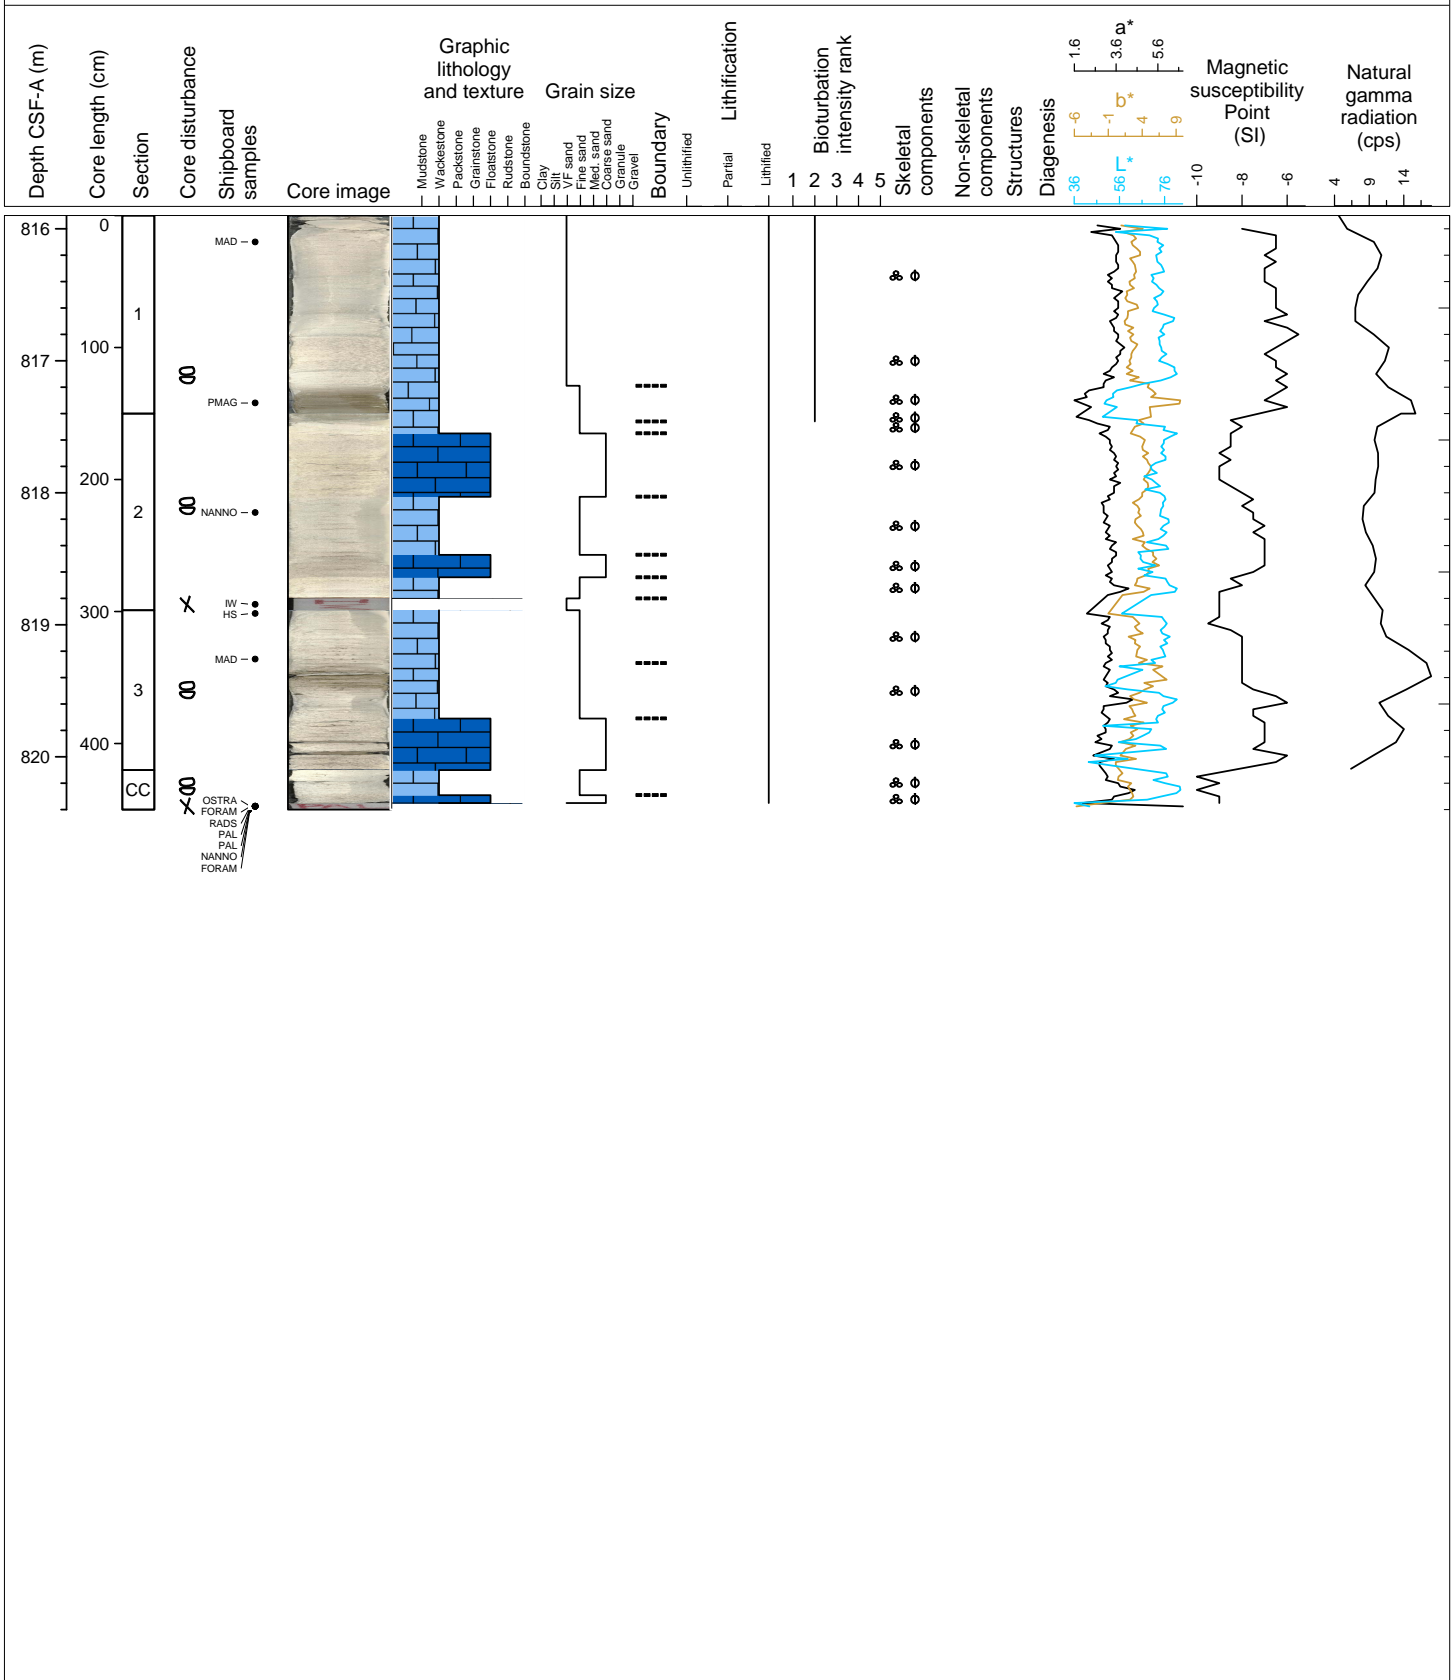 Depth CSF-A (m)
Core length (cm)
Section
Core disturbance
Shipboard
samples
Core image
Graphic
lithology
and texture
Mudstone
Wackestone
Packstone
Grainstone
Floatstone
Rudstone
Boundstone
Grain size
Clay
Silt
VF sand
Fine sand
Med. sand
Coarse sand
Granule
Gravel
Boundary
Lithification
Unlithified
Partial
Lithified
Bioturbation
intensity rank
1 2 3 4 5
Skeletal
components
Non-skeletal
components
Structures
Diagenesis
a*
1.6 3.6 5.6
b*
-6 -1 4 9
L*
36 56 76
Magnetic
susceptibility
Point
(SI)
-10 -8 -6
Natural
gamma
radiation
(cps)
4 9 14
816
817
818
819
820
0
100
200
300
400
1
2
3
CC
MAD
PMAG
NANNO
IW
HS
MAD
OSTRA
FORAM
RADS
PAL
PAL
NANNO
FORAM